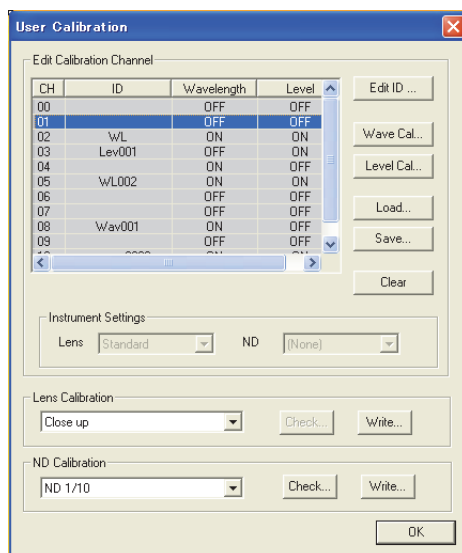 User Calibration
Edit Calibration Channel
CH ID Wavelength Level
00 OFF OFF
01 OFF OFF
02 WL ON ON
03 Lev001 OFF ON
04 ON ON
05 WL002 ON ON
06 OFF OFF
07 OFF OFF
08 Wav001 ON OFF
09 OFF OFF
Edit ID ...
Wave Cal...
Level Cal...
Load...
Save...
Clear
Instrument Settings
Lens Standard ND (None)
Lens Calibration
Close up Check... Write...
ND Calibration
ND 1/10 Check... Write...
OK